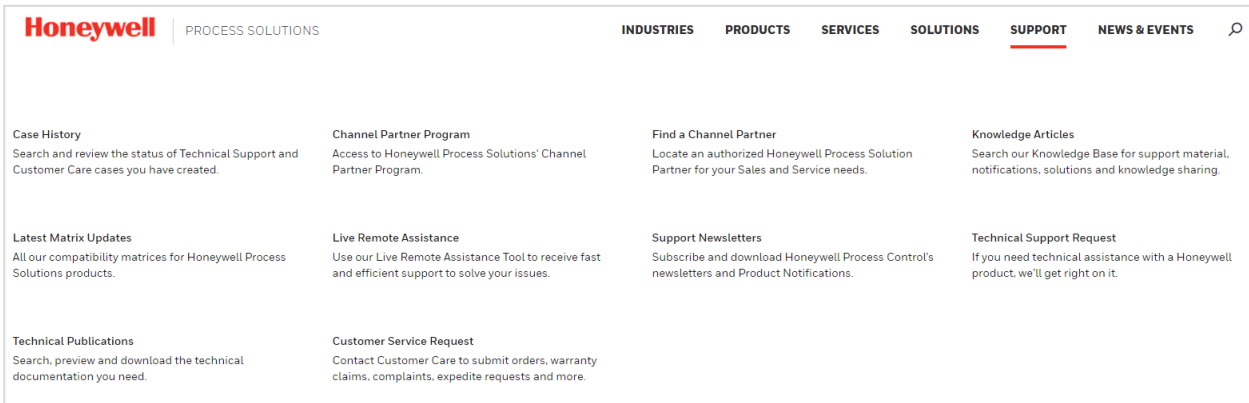 Honeywell PROCESS SOLUTIONS INDUSTRIES PRODUCTS SERVICES SOLUTIONS SUPPORT NEWS & EVENTS
Case History
Search and review the status of Technical Support and
Customer Care cases you have created.
Channel Partner Program
Access to Honeywell Process Solutions' Channel
Partner Program.
Find a Channel Partner
Locate an authorized Honeywell Process Solution
Partner for your Sales and Service needs.
Knowledge Articles
Search our Knowledge Base for support material,
notifications, solutions and knowledge sharing.
Latest Matrix Updates
All our compatibility matrices for Honeywell Process
Solutions products.
Live Remote Assistance
Use our Live Remote Assistance Tool to receive fast
and efficient support to solve your issues.
Support Newsletters
Subscribe and download Honeywell Process Control's
newsletters and Product Notifications.
Technical Support Request
If you need technical assistance with a Honeywell
product, we'll get right on it.
Technical Publications
Search, preview and download the technical
documentation you need.
Customer Service Request
Contact Customer Care to submit orders, warranty
claims, complaints, expedite requests and more.